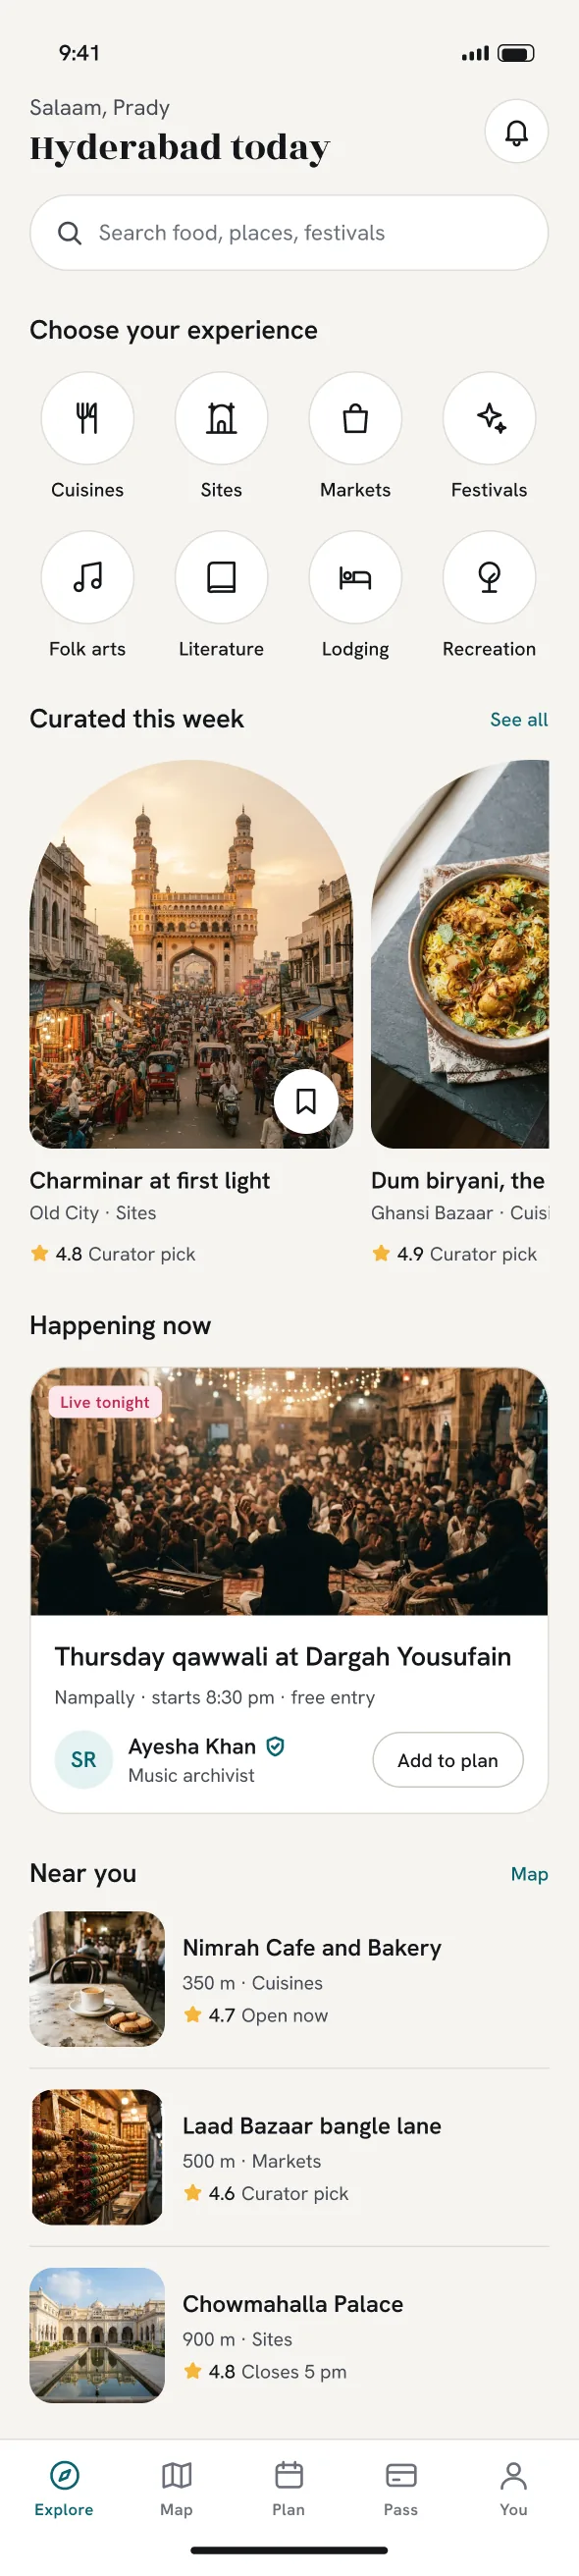 9:41
Salaam, Prady
Hyderabad today
Search food, places, festivals
Choose your experience
Cuisines
Sites
Markets
Festivals
Folk arts
Literature
Lodging
Recreation
Curated this week
See all
Charminar at first light
Old City · Sites
4.8 Curator pick
Dum biryani, the
Ghansi Bazaar · Cuisi
4.9 Curator pick
Happening now
Live tonight
Thursday qawwali at Dargah Yousufain
Nampally · starts 8:30 pm · free entry
SR
Ayesha Khan
Music archivist
Add to plan
Near you
Map
Nimrah Cafe and Bakery
350 m · Cuisines
4.7 Open now
Laad Bazaar bangle lane
500 m · Markets
4.6 Curator pick
Chowmahalla Palace
900 m · Sites
4.8 Closes 5 pm
Explore
Map
Plan
Pass
You